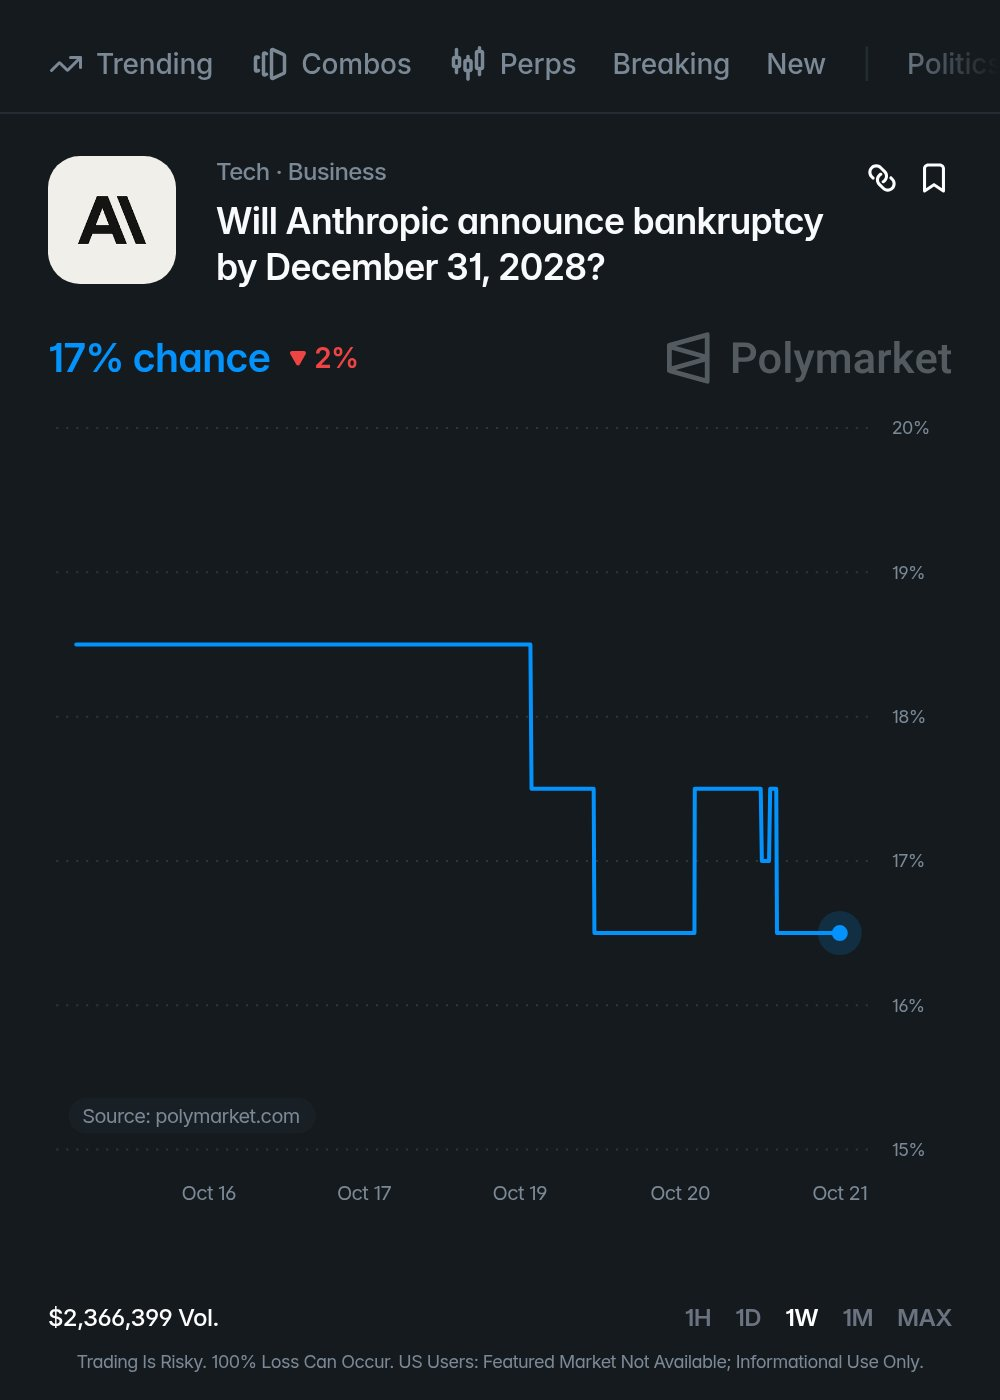 Trending Combos Perps Breaking New Politics
Tech · Business
Will Anthropic announce bankruptcy
by December 31, 2028?
17% chance ▼ 2%
Polymarket
20%
19%
18%
17%
16%
Source: polymarket.com
15%
Oct 16 Oct 17 Oct 19 Oct 20 Oct 21
$2,366,399 Vol.
1H 1D 1W 1M MAX
Trading Is Risky. 100% Loss Can Occur. US Users: Featured Market Not Available; Informational Use Only.